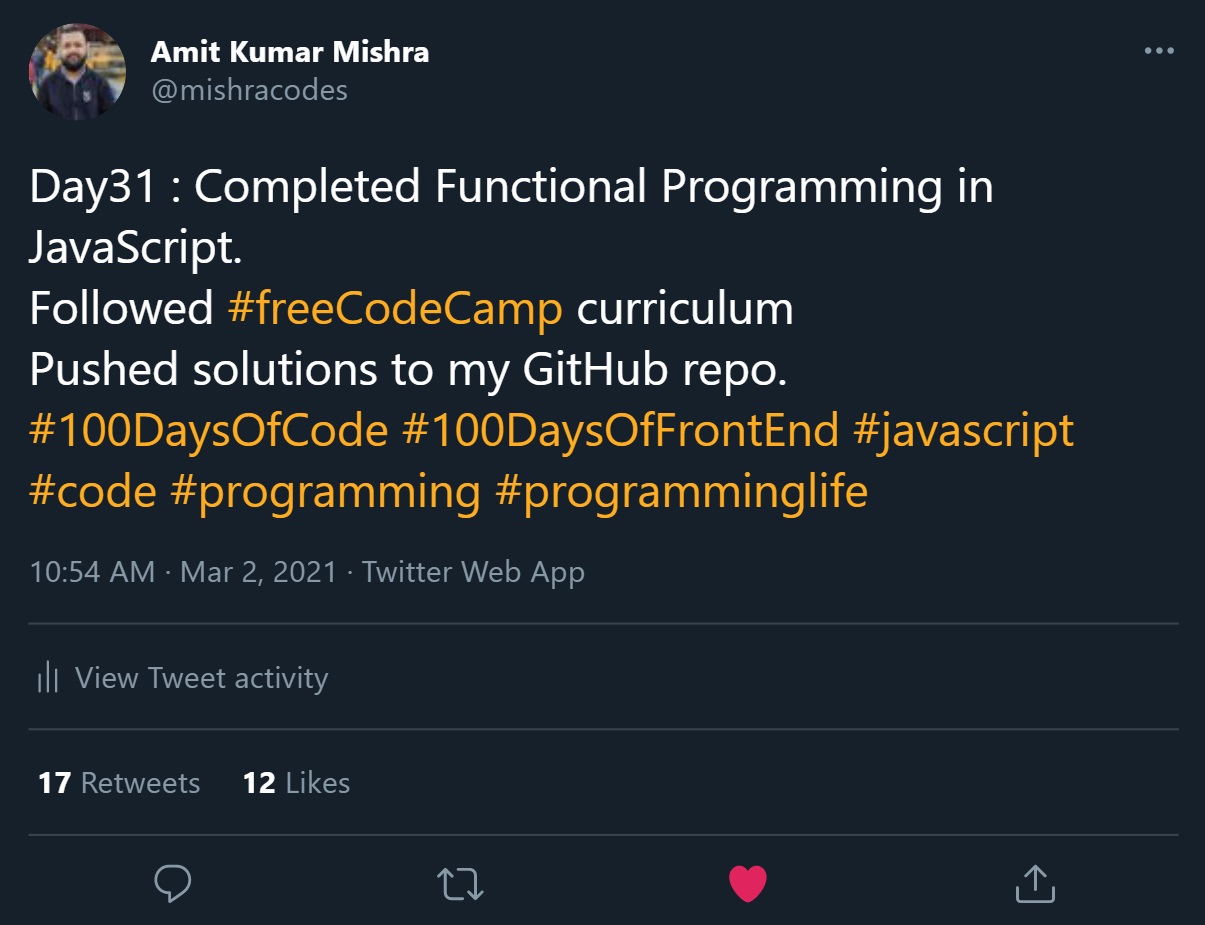 Amit Kumar Mishra
@mishracodes
Day31 : Completed Functional Programming in
JavaScript.
Followed #freeCodeCamp curriculum
Pushed solutions to my GitHub repo.
#100DaysOfCode #100DaysOfFrontEnd #javascript
#code #programming #programminglife
10:54 AM · Mar 2, 2021 · Twitter Web App
View Tweet activity
17 Retweets 12 Likes